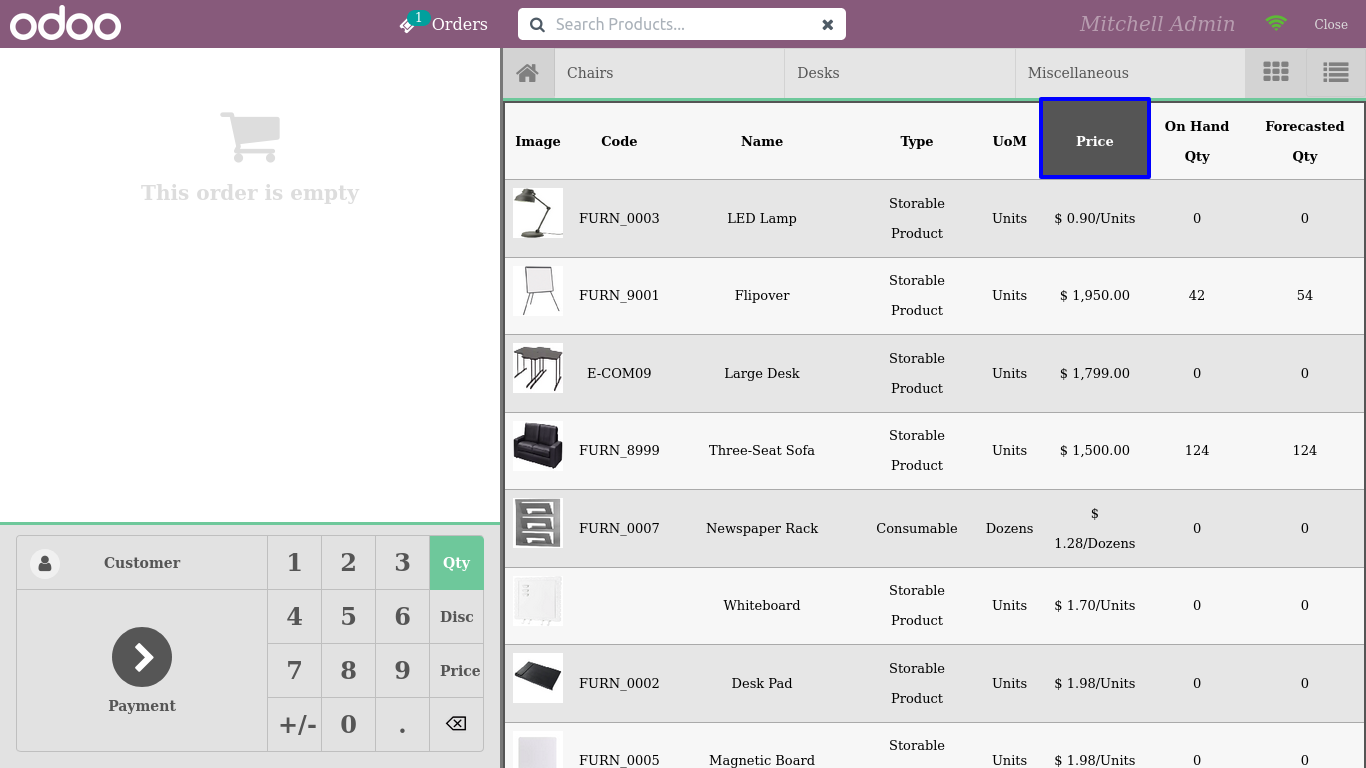 odoo
1
Orders
Search Products...
Mitchell Admin
Close
Chairs
Desks
Miscellaneous
This order is empty
Image Code Name Type UoM Price On Hand Qty Forecasted Qty
FURN_0003 LED Lamp Storable Product Units $ 0.90/Units 0 0
FURN_9001 Flipover Storable Product Units $ 1,950.00 42 54
E-COM09 Large Desk Storable Product Units $ 1,799.00 0 0
FURN_8999 Three-Seat Sofa Storable Product Units $ 1,500.00 124 124
FURN_0007 Newspaper Rack Consumable Dozens $ 1.28/Dozens 0 0
Whiteboard Storable Product Units $ 1.70/Units 0 0
FURN_0002 Desk Pad Storable Product Units $ 1.98/Units 0 0
FURN_0005 Magnetic Board Storable Units $ 1.98/Units 0 0
Customer
Payment
1 2 3 Qty
4 5 6 Disc
7 8 9 Price
+/- 0 .